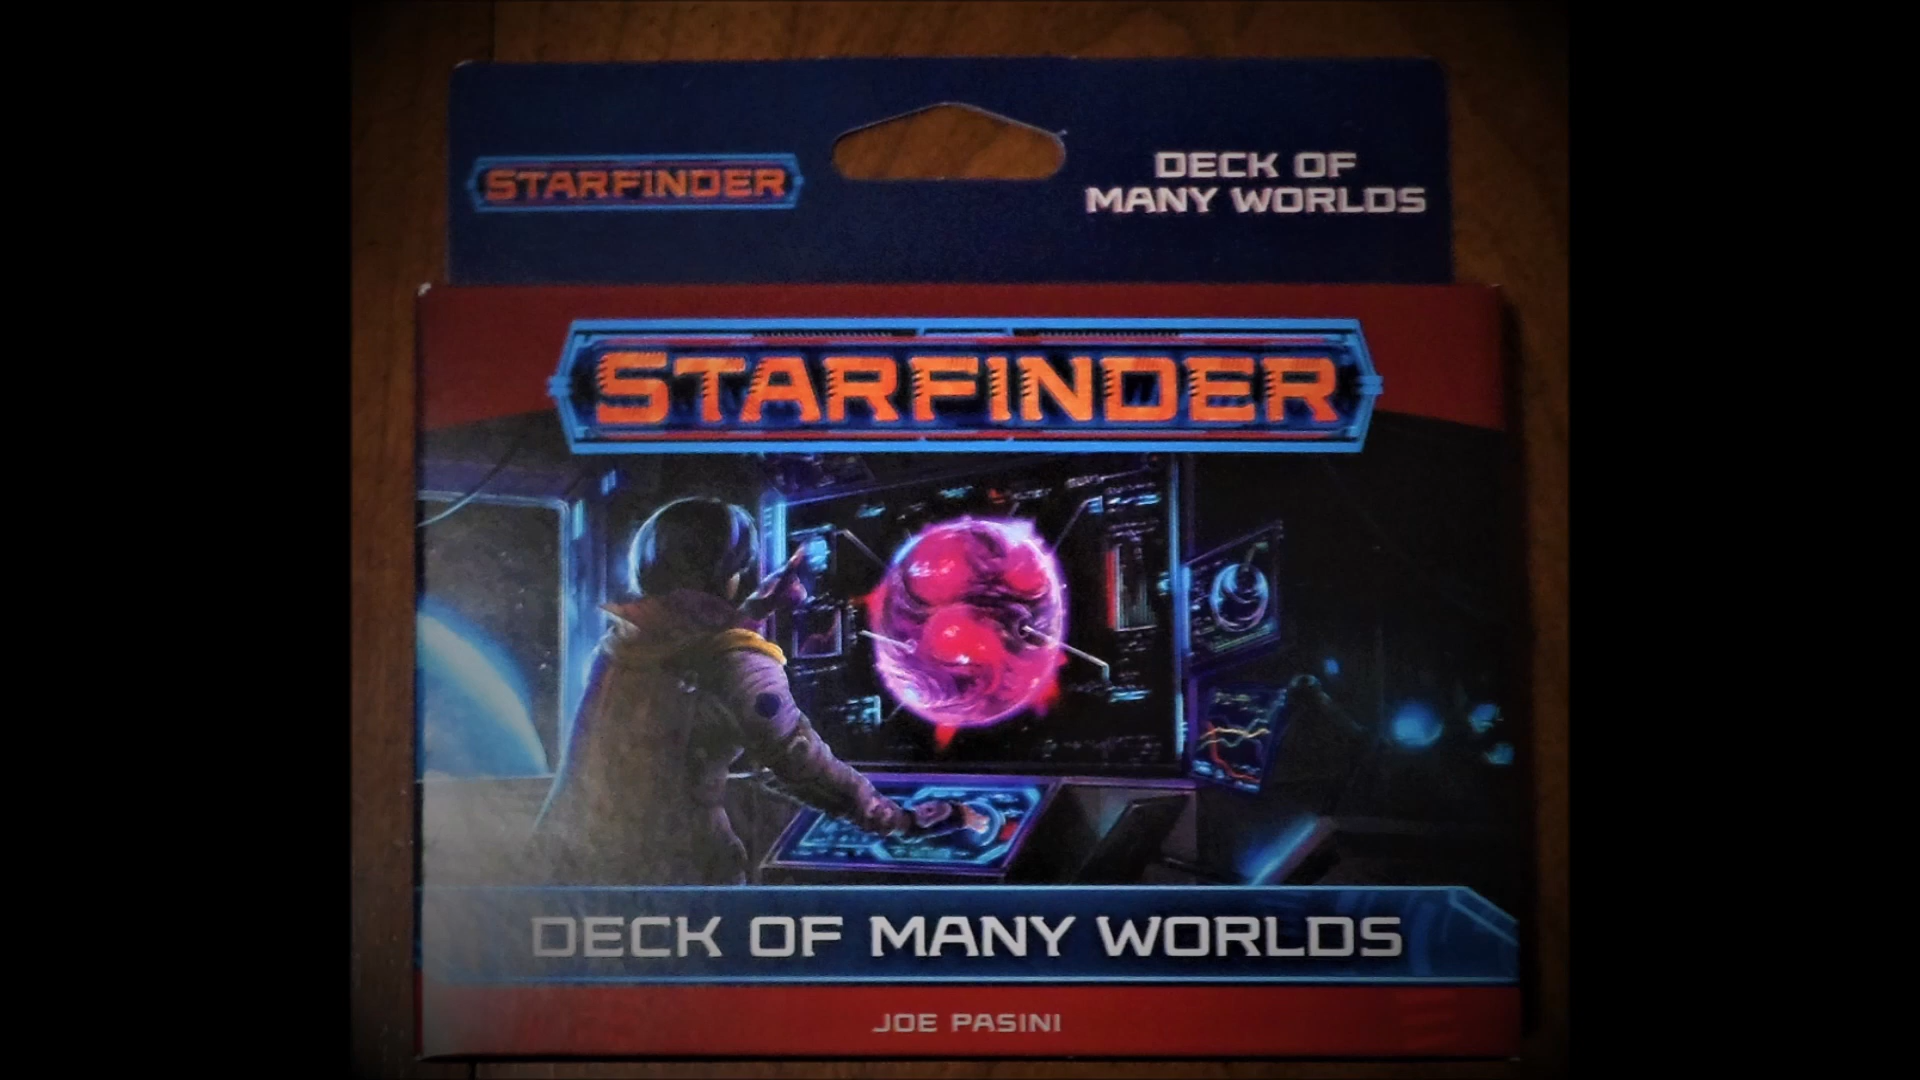 STARFINDER
DECK OF
MANY WORLDS
STARFINDER
DECK OF MANY WORLDS
JOE PASINI